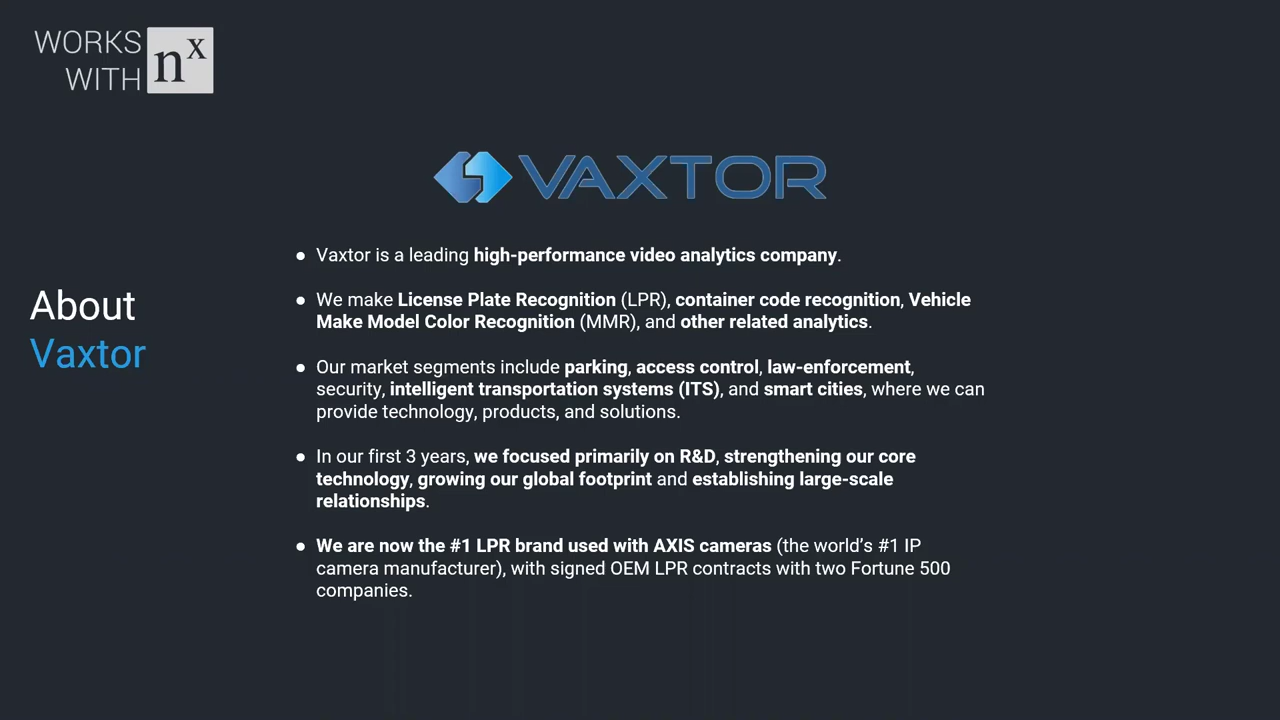 WORKS
WITH nx
VAXTOR
About
Vaxtor
● Vaxtor is a leading high-performance video analytics company.
● We make License Plate Recognition (LPR), container code recognition, Vehicle
Make Model Color Recognition (MMR), and other related analytics.
● Our market segments include parking, access control, law-enforcement,
security, intelligent transportation systems (ITS), and smart cities, where we can
provide technology, products, and solutions.
● In our first 3 years, we focused primarily on R&D, strengthening our core
technology, growing our global footprint and establishing large-scale
relationships.
● We are now the #1 LPR brand used with AXIS cameras (the world’s #1 IP
camera manufacturer), with signed OEM LPR contracts with two Fortune 500
companies.